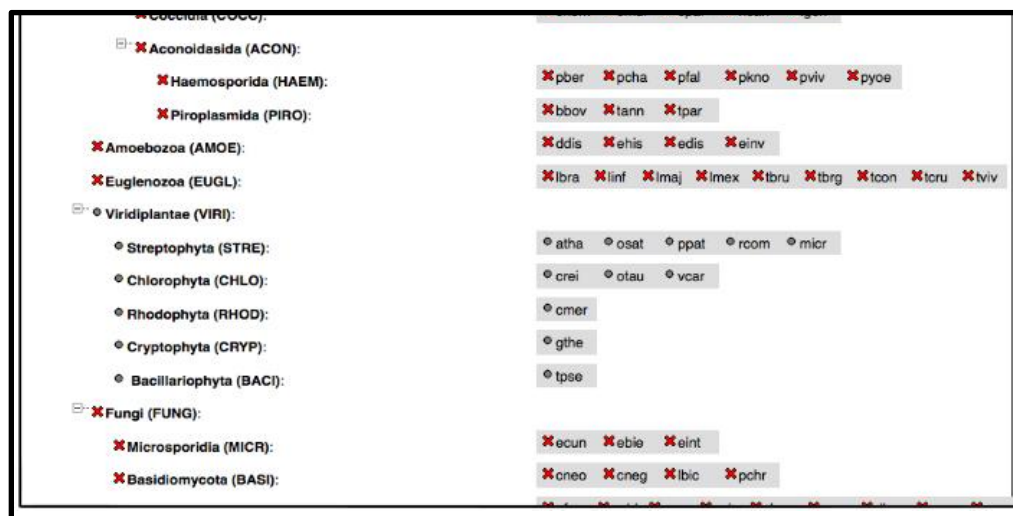 Coccidia (COCC):
Aconoidasida (ACON):
Haemosporida (HAEM): pber pcha pfal pkno pviv pyoe
Piroplasmida (PIRO): bbov tann tpar
Amoebozoa (AMOE): ddis ehis edis einv
Euglenozoa (EUGL): lbra linf lmaj lmex tbru tbrg tcon tcru tviv
Viridiplantae (VIRI):
Streptophyta (STRE): atha osat ppat rcom micr
Chlorophyta (CHLO): crei otau vcar
Rhodophyta (RHOD): cmer
Cryptophyta (CRYP): gthe
Bacillariophyta (BACI): tpse
Fungi (FUNG):
Microsporidia (MICR): ecun ebie eint
Basidiomycota (BASI): cneo cneg lbic pchr